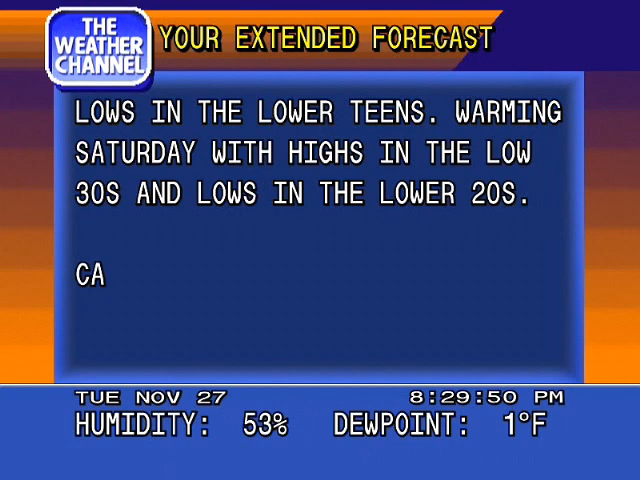 THE
WEATHER
CHANNEL
YOUR EXTENDED FORECAST
LOWS IN THE LOWER TEENS. WARMING
SATURDAY WITH HIGHS IN THE LOW
30S AND LOWS IN THE LOWER 20S.
CA
TUE NOV 27 8:29:50 PM
HUMIDITY: 53% DEWPOINT: 1°F